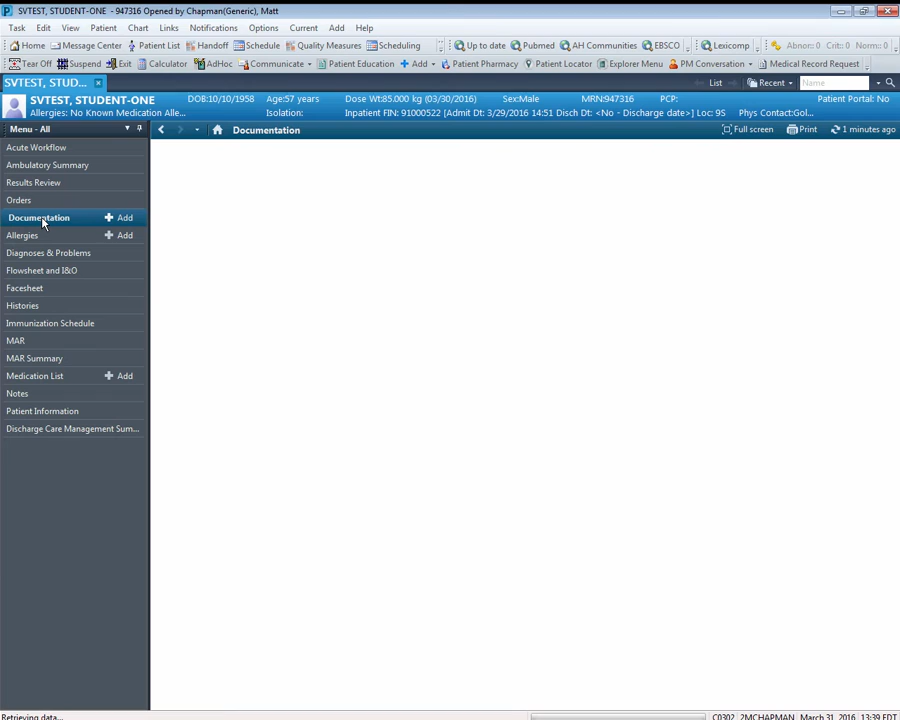 SVTEST, STUDENT-ONE - 947316 Opened by Chapman(Generic), Matt
Task Edit View Patient Chart Links Notifications Options Current Add Help
Home Message Center Patient List Handoff Schedule Quality Measures Scheduling Up to date Pubmed AH Communities EBSCO Lexicomp Abnor: 0 Crit: 0 Norms: 0
Tear Off Suspend Exit Calculator AdHoc Communicate Patient Education Add Patient Pharmacy Patient Locator Explorer Menu PM Conversation Medical Record Request
SVTEST, STUD... List Recent Name
SVTEST, STUDENT-ONE DOB:10/10/1958 Age:57 years Dose Wt:85.000 kg (03/30/2016) Sex:Male MRN:947316 PCP: Patient Portal: No
Allergies: No Known Medication Alle... Isolation: Inpatient FIN: 91000522 [Admit Dt: 3/29/2016 14:51 Disch Dt: <No - Discharge date>] Loc: 9S Phys Contact:Gol...
Menu - All Documentation Full screen Print 1 minutes ago
Acute Workflow
Ambulatory Summary
Results Review
Orders
Documentation Add
Allergies Add
Diagnoses & Problems
Flowsheet and I&O
Facesheet
Histories
Immunization Schedule
MAR
MAR Summary
Medication List Add
Notes
Patient Information
Discharge Care Management Sum...
Retrieving data... C0302 2MCHAPMAN March 31, 2016 13:39 EDT